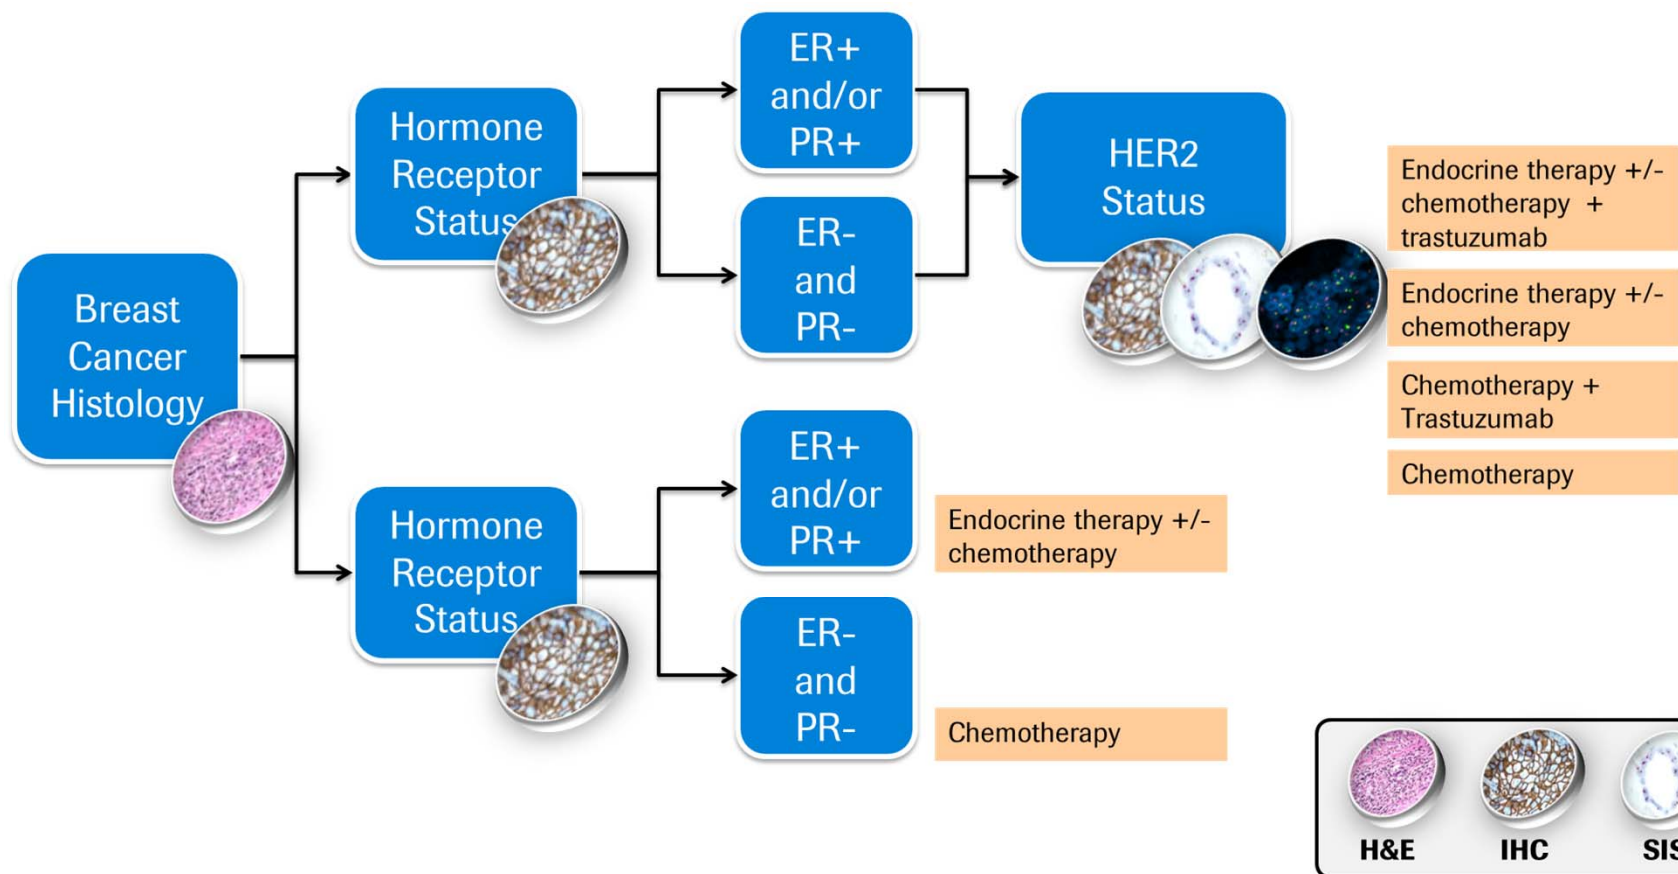 Breast
Cancer
Histology
Hormone
Receptor
Status
ER+
and/or
PR+
ER-
and
PR-
HER2
Status
Endocrine therapy +/-
chemotherapy +
trastuzumab
Endocrine therapy +/-
chemotherapy
Chemotherapy +
Trastuzumab
Chemotherapy
Hormone
Receptor
Status
ER+
and/or
PR+
Endocrine therapy +/-
chemotherapy
ER-
and
PR-
Chemotherapy
H&E
IHC
SIS